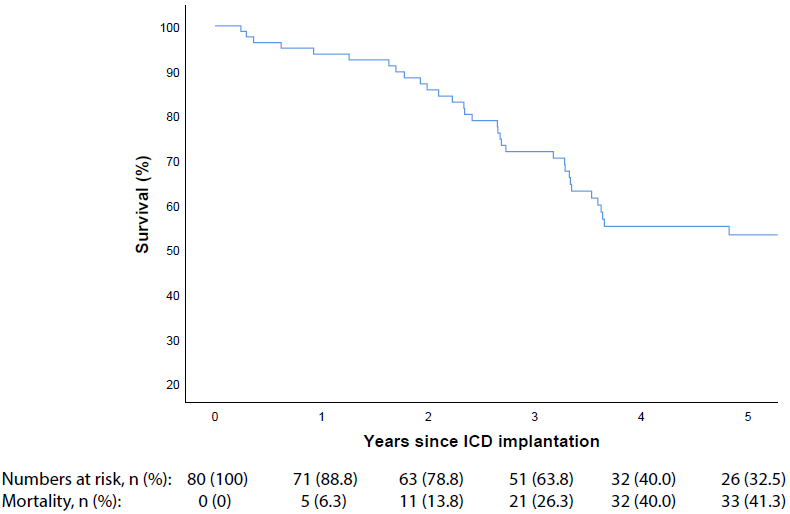 100
90
80
70
60
50
40
30
20
Survival (%)
0 1 2 3 4 5
Years since ICD implantation
Numbers at risk, n (%): 80 (100) 71 (88.8) 63 (78.8) 51 (63.8) 32 (40.0) 26 (32.5)
Mortality, n (%): 0 (0) 5 (6.3) 11 (13.8) 21 (26.3) 32 (40.0) 33 (41.3)